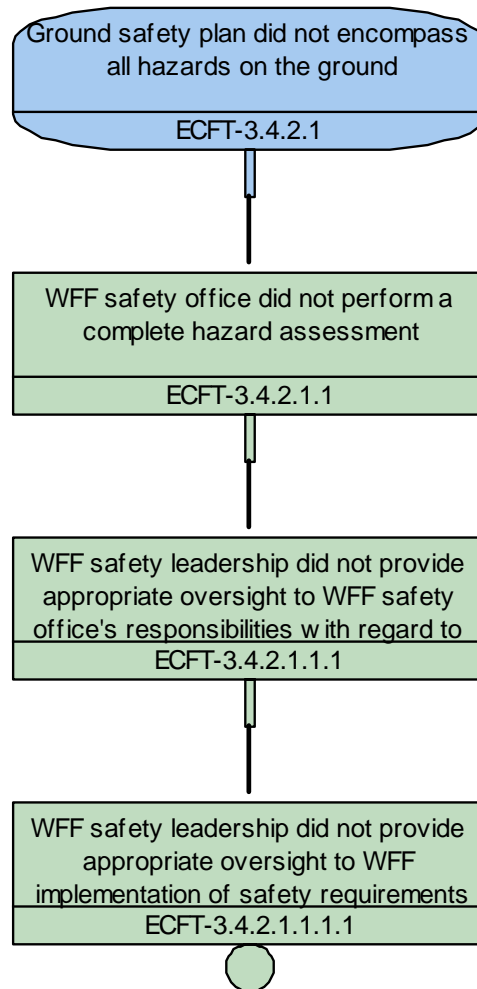 Ground safety plan did not encompass
all hazards on the ground
ECFT-3.4.2.1
WFF safety office did not perform a
complete hazard assessment
ECFT-3.4.2.1.1
WFF safety leadership did not provide
appropriate oversight to WFF safety
office's responsibilities with regard to
ECFT-3.4.2.1.1.1
WFF safety leadership did not provide
appropriate oversight to WFF
implementation of safety requirements
ECFT-3.4.2.1.1.1.1